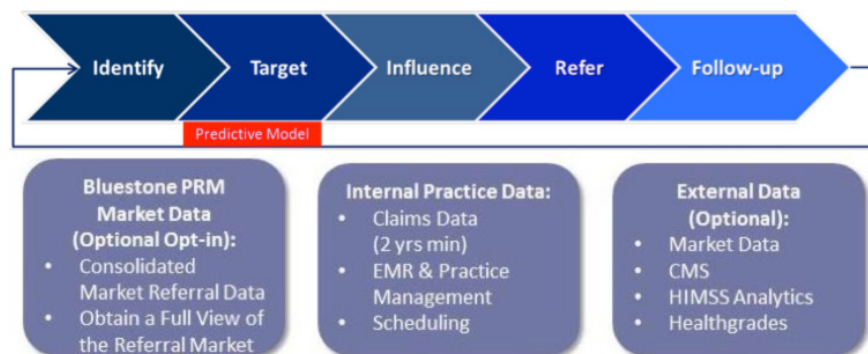 Identify
Target
Influence
Refer
Follow-up
Predictive Model
Bluestone PRM
Market Data
(Optional Opt-in):
• Consolidated
Market Referral Data
• Obtain a Full View of
the Referral Market
Internal Practice Data:
• Claims Data
(2 yrs min)
• EMR & Practice
Management
• Scheduling
External Data
(Optional):
• Market Data
• CMS
• HIMSS Analytics
• Healthgrades